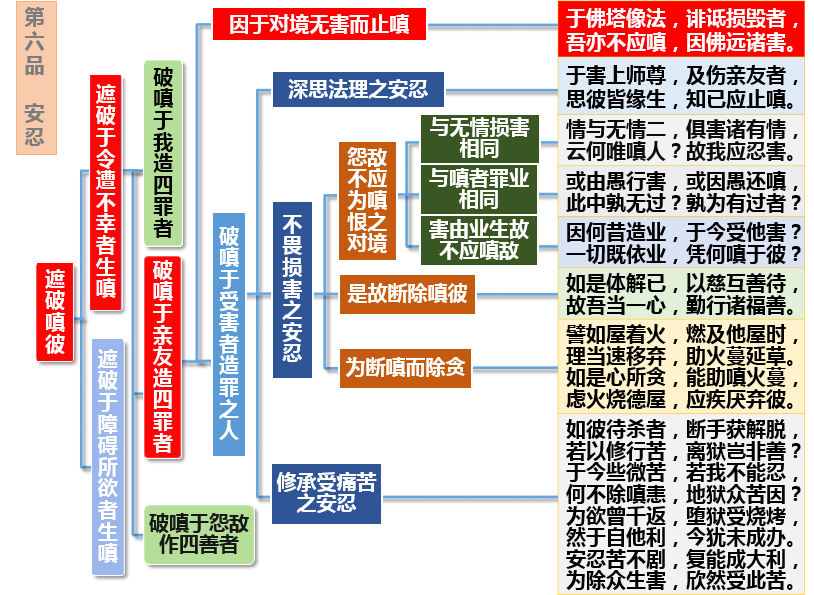 第六品 安忍
遮破嗔彼
遮破于令遭不幸者生嗔
遮破于障碍所欲者生嗔
破嗔于我造四罪者
破嗔于亲友造四罪者
破嗔于怨敌
作四善者
因于对境无害而止嗔
破嗔于受害者造罪之人
深思法理之安忍
不畏损害之安忍
修承受痛苦
之安忍
怨敌不应为嗔恨之对境
与无情损害
相同
与嗔者罪业
相同
害由业生故
不应嗔敌
是故断除嗔彼
为断嗔而除贪
于佛塔像法，诽诋损毁者，
吾亦不应嗔，因佛远诸害。
于害上师尊，及伤亲友者，
思彼皆缘生，知已应止嗔。
情与无情二，俱害诸有情，
云何唯嗔人？故我应忍害。
或由愚行害，或因愚还嗔，
此中孰无过？孰为有过者？
因何昔造业，于今受他害？
一切既依业，凭何嗔于彼？
如是体解已，以慈互善待，
故吾当一心，勤行诸福善。
譬如屋着火，燃及他屋时，
理当速移弃，助火蔓延草。
如是心所贪，能助嗔火蔓，
虑火烧德屋，应疾厌弃彼。
如彼待杀者，断手获解脱，
若以修行苦，离狱岂非善？
于今些微苦，若我不能忍，
何不除嗔恚，地狱众苦因？
为欲曾千返，堕狱受烧烤，
然于自他利，今犹未成办。
安忍苦不剧，复能成大利，
为除众生害，欣然受此苦。